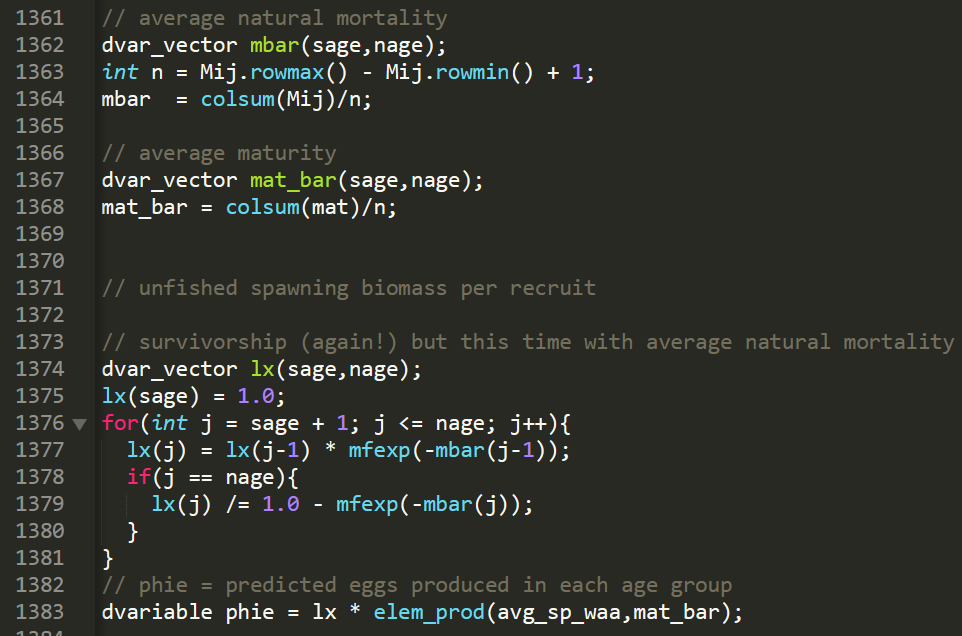 1361 // average natural mortality
1362 dvar_vector mbar(sage,nage);
1363 int n = Mij.rowmax() - Mij.rowmin() + 1;
1364 mbar  = colsum(Mij)/n;
1365
1366 // average maturity
1367 dvar_vector mat_bar(sage,nage);
1368 mat_bar = colsum(mat)/n;
1369
1370
1371 // unfished spawning biomass per recruit
1372
1373 // survivorship (again!) but this time with average natural mortality
1374 dvar_vector lx(sage,nage);
1375 lx(sage) = 1.0;
1376 for(int j = sage + 1; j <= nage; j++){
1377   lx(j) = lx(j-1) * mfexp(-mbar(j-1));
1378   if(j == nage){
1379     lx(j) /= 1.0 - mfexp(-mbar(j));
1380   }
1381 }
1382 // phie = predicted eggs produced in each age group
1383 dvariable phie = lx * elem_prod(avg_sp_waa,mat_bar);